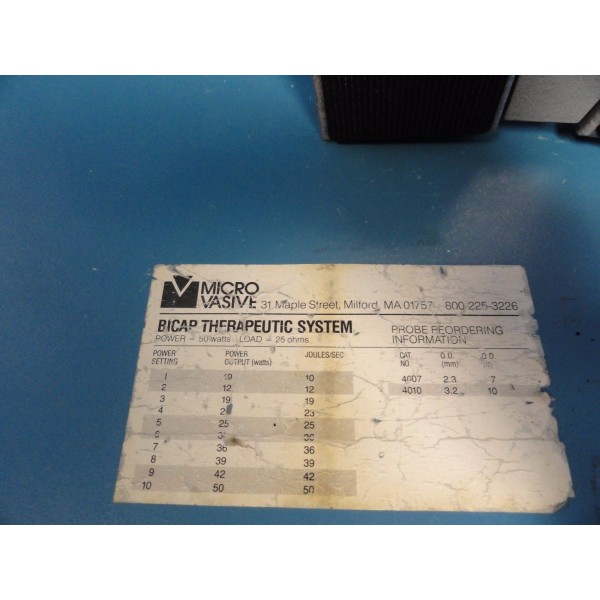 MICRO
VASIVE 31 Maple Street, Milford, MA 01757 800 225-3226
BICAP THERAPEUTIC SYSTEM
POWER = 50 watts LOAD = 25 ohms
PROBE REORDERING
INFORMATION
POWER SETTING POWER OUTPUT (watts) JOULES/SEC CAT. NO. O.D. (mm) O.D.
1 10 10 4007 2.3 7
2 12 12 4010 3.2 10
3 19 19
4 23
5 25 25
6
7 36 36
8 39 39
9 42 42
10 50 50